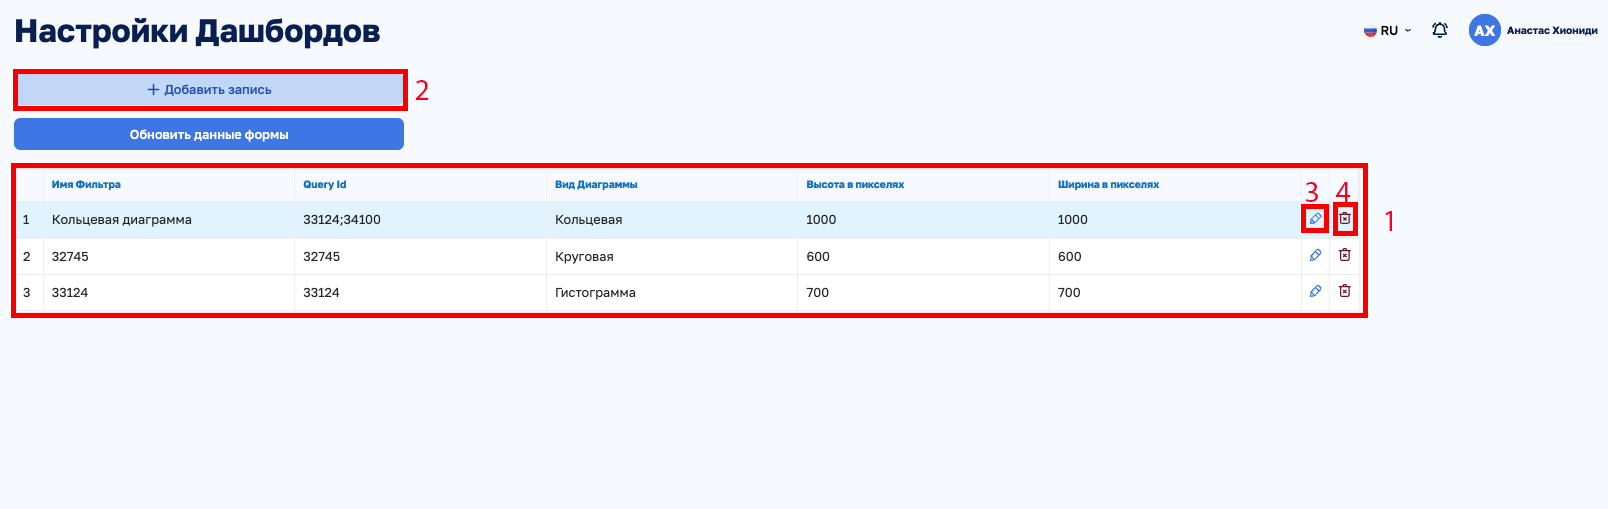 Настройки Дашбордов
RU
AX
Анастас Хиониди
+ Добавить запись
2
Обновить данные формы
Имя Фильтра Query Id Вид Диаграммы Высота в пикселях Ширина в пикселях
3 4
1 Кольцевая диаграмма 33124;34100 Кольцевая 1000 1000
1
2 32745 32745 Круговая 600 600
3 33124 33124 Гистограмма 700 700